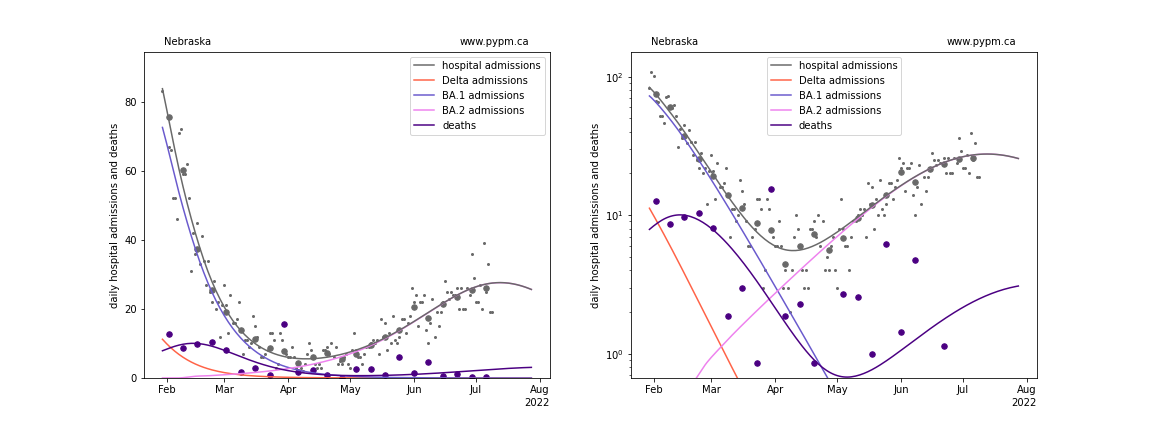 Nebraska
www.pypm.ca
hospital admissions
Delta admissions
BA.1 admissions
BA.2 admissions
deaths
daily hospital admissions and deaths
80
60
40
20
0
Feb Mar Apr May Jun Jul Aug
2022
Nebraska
www.pypm.ca
hospital admissions
Delta admissions
BA.1 admissions
BA.2 admissions
deaths
daily hospital admissions and deaths
10²
10¹
10⁰
Feb Mar Apr May Jun Jul Aug
2022